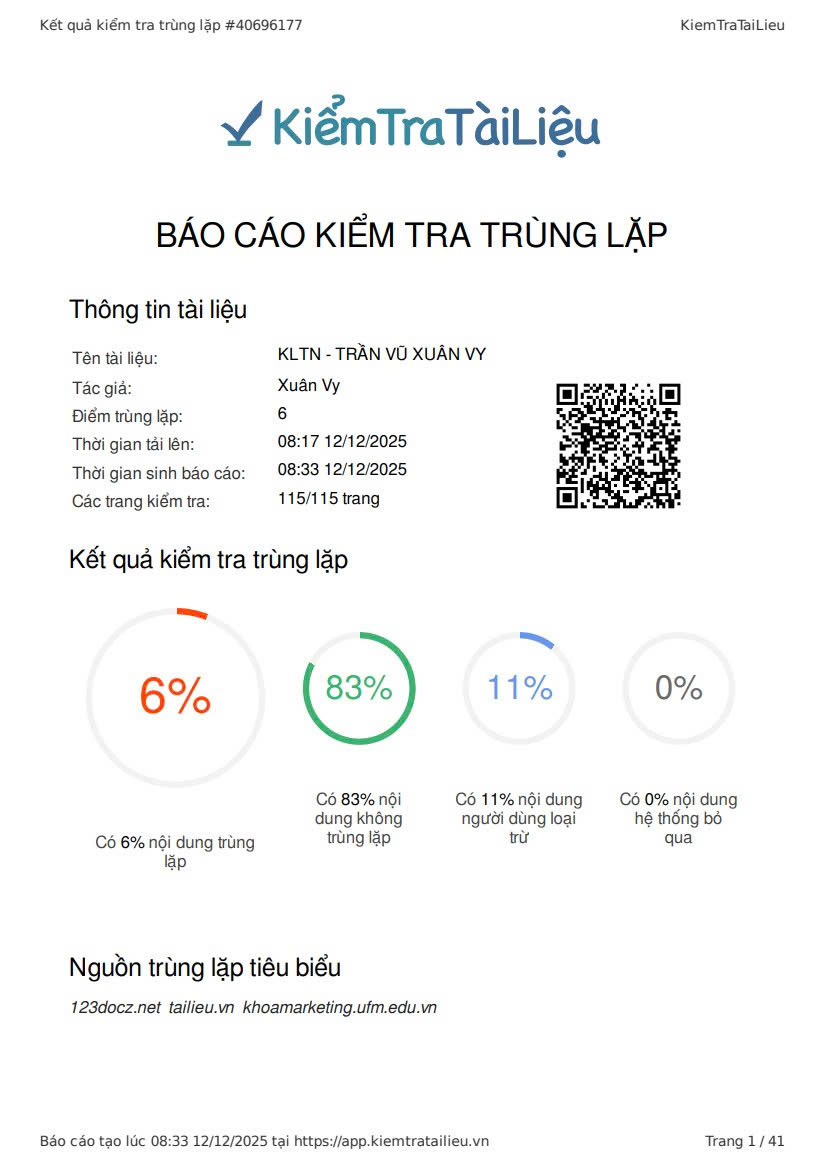 Kết quả kiểm tra trùng lặp #40696177
KiemTraTaiLieu
KiểmTraTàiLiệu
BÁO CÁO KIỂM TRA TRÙNG LẶP
Thông tin tài liệu
Tên tài liệu: KLTN - TRẦN VŨ XUÂN VY
Tác giả: Xuân Vy
Điểm trùng lặp: 6
Thời gian tải lên: 08:17 12/12/2025
Thời gian sinh báo cáo: 08:33 12/12/2025
Các trang kiểm tra: 115/115 trang
Kết quả kiểm tra trùng lặp
6%
83%
11%
0%
Có 6% nội dung trùng
lặp
Có 83% nội
dung không
trùng lặp
Có 11% nội dung
người dùng loại
trừ
Có 0% nội dung
hệ thống bỏ
qua
Nguồn trùng lặp tiêu biểu
123docz.net tailieu.vn khoamarketing.ufm.edu.vn
Báo cáo tạo lúc 08:33 12/12/2025 tại https://app.kiemtratailieu.vn
Trang 1 / 41